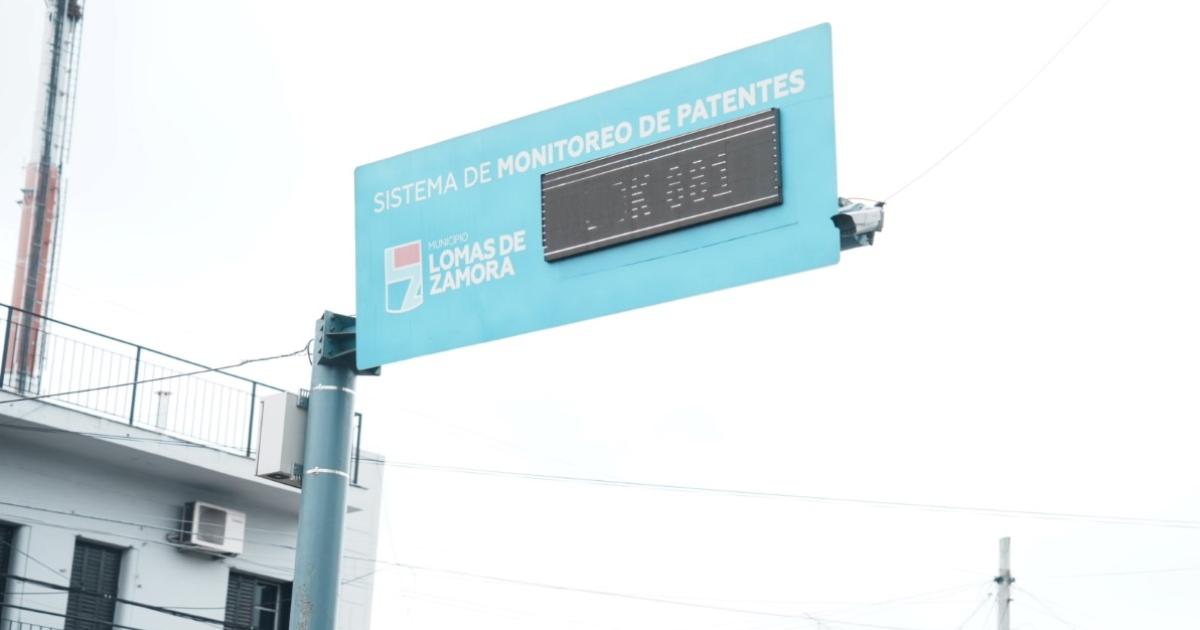 SISTEMA DE MONITOREO DE PATENTES
MUNICIPIO
LOMAS DE
ZAMORA